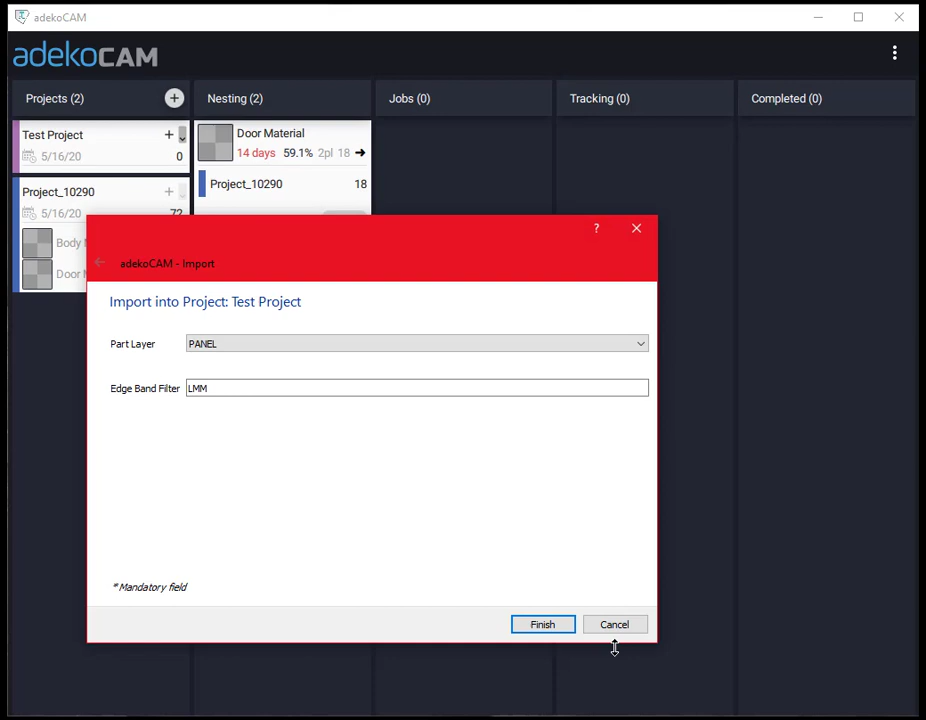 adekoCAM
adekoCAM
Projects (2)
Nesting (2)
Jobs (0)
Tracking (0)
Completed (0)
Test Project
5/16/20
0
Door Material
14 days 59.1% 2pl 18
Project_10290
5/16/20
72
Project_10290 18
Body
Door
?
adekoCAM - Import
Import into Project: Test Project
Part Layer PANEL
Edge Band Filter LMM
* Mandatory field
Finish
Cancel